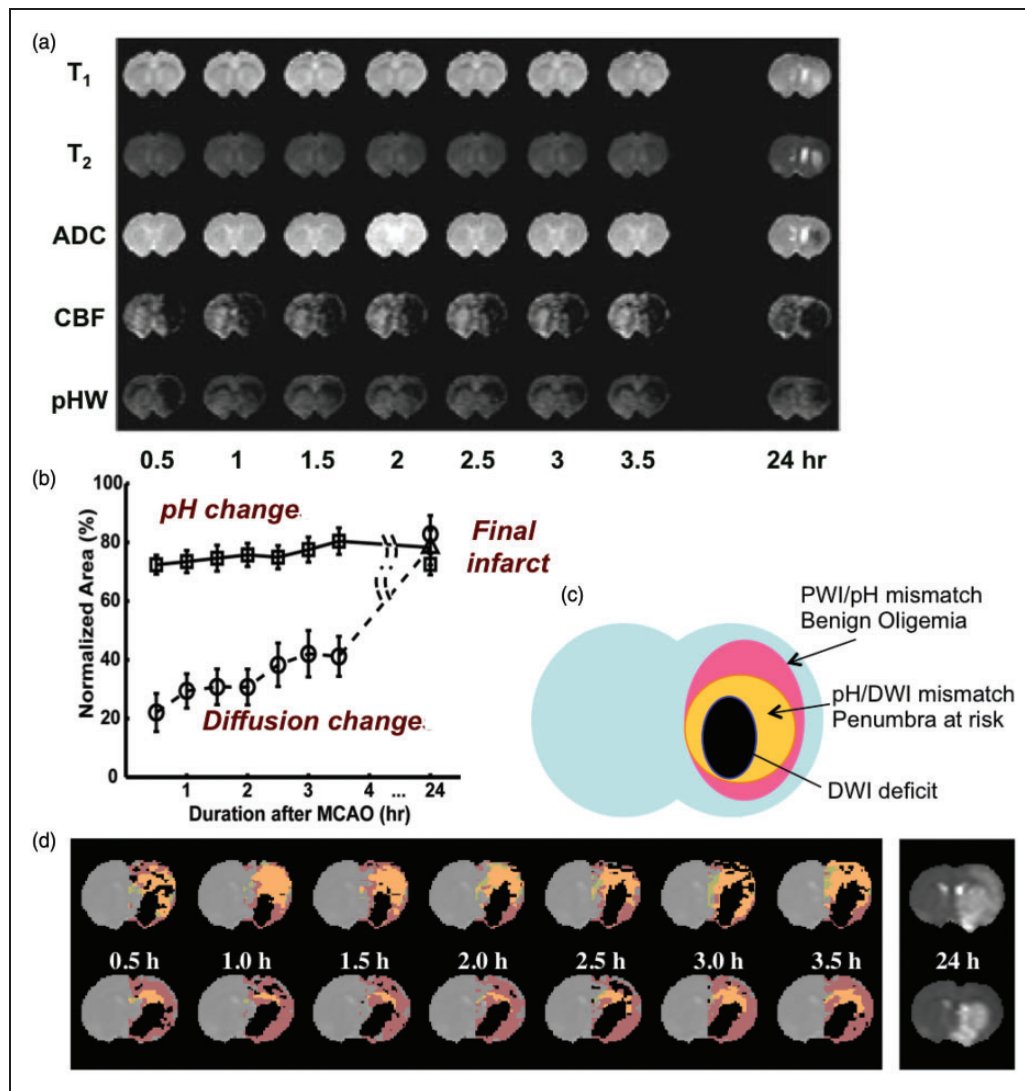 (a)
T1
T2
ADC
CBF
pHW
0.5 1 1.5 2 2.5 3 3.5 24 hr
(b)
100
80
60
40
20
0
Normalized Area (%)
pH change.
Diffusion change.
Final
infarct
1 2 3 4 ... 24
Duration after MCAO (hr)
(c)
PWI/pH mismatch
Benign Oligemia
pH/DWI mismatch
Penumbra at risk
DWI deficit
(d)
0.5 h 1.0 h 1.5 h 2.0 h 2.5 h 3.0 h 3.5 h 24 h